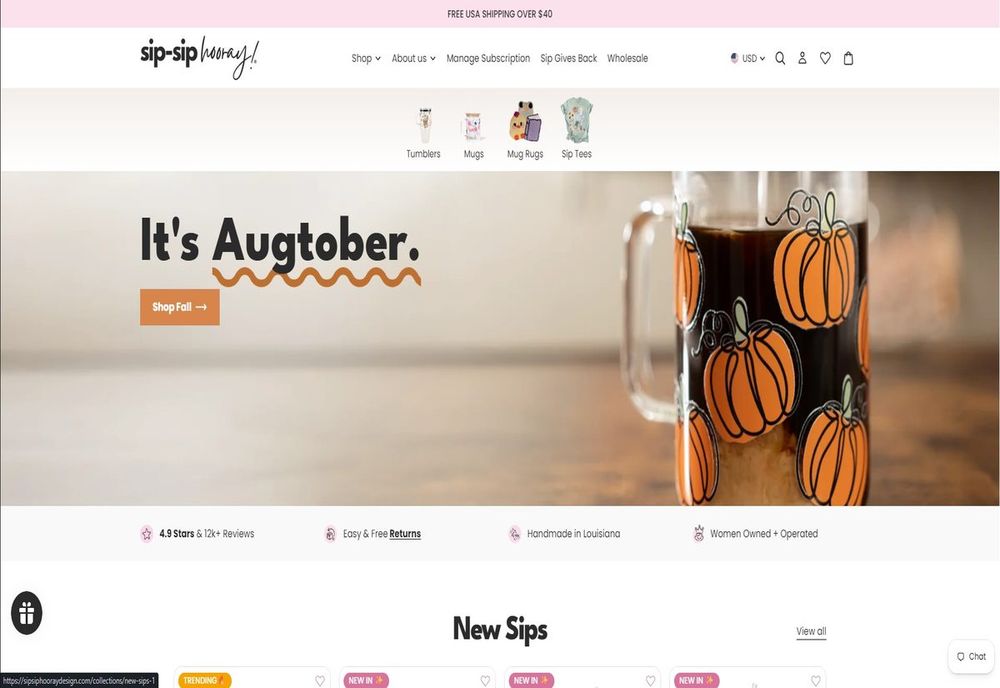 FREE USA SHIPPING OVER $40
sip-sip hooray!
Shop About us Manage Subscription Sip Gives Back Wholesale
USD
Tumblers Mugs Mug Rugs Sip Tees
It's Augtober.
Shop Fall →
4.9 Stars & 12k+ Reviews
Easy & Free Returns
Handmade in Louisiana
Women Owned + Operated
New Sips
View all
Chat
TRENDING
NEW IN
NEW IN
NEW IN
https://sipsiphooraydesign.com/collections/new-sips-1